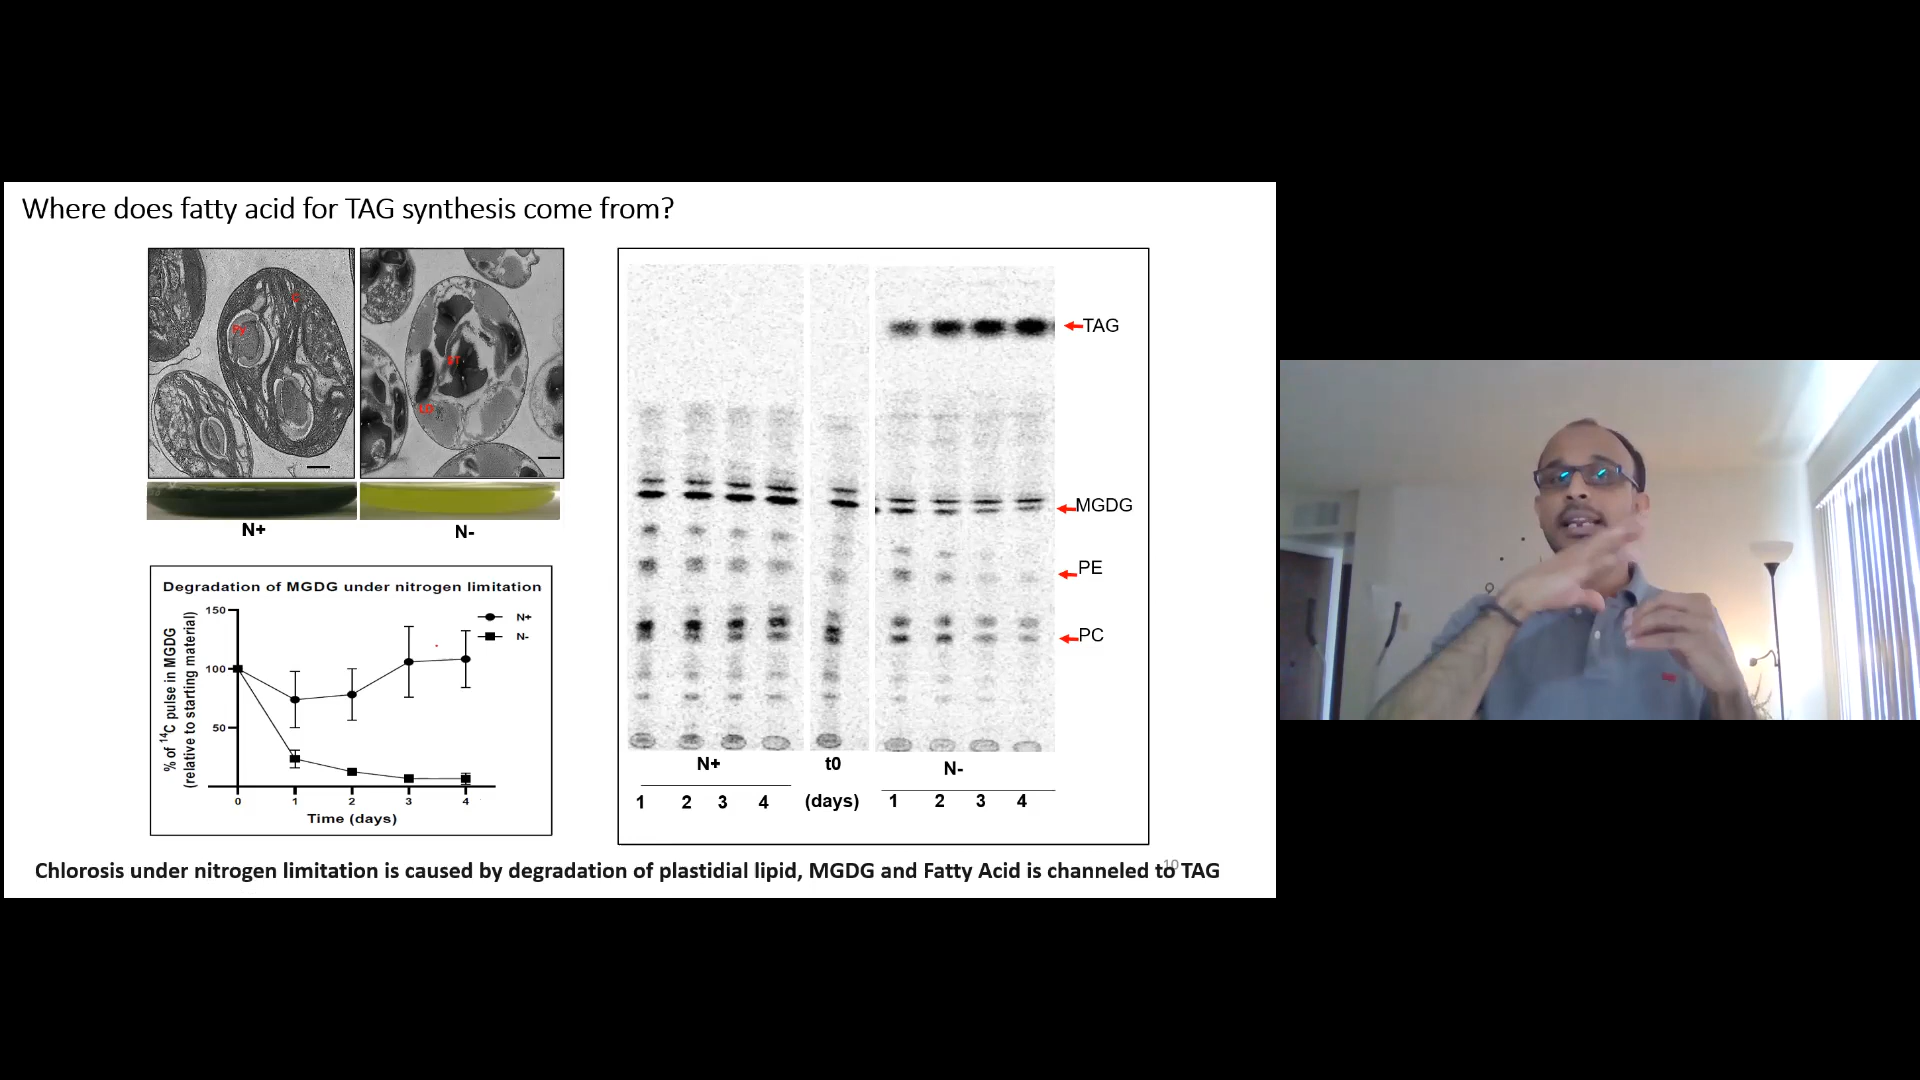 Where does fatty acid for TAG synthesis come from?
Py
C
ST
LD
N+
N-
Degradation of MGDG under nitrogen limitation
% of 14C pulse in MGDG
(relative to starting material)
150
100
50
N+
N-
0 1 2 3 4
Time (days)
TAG
MGDG
PE
PC
N+ t0 N-
1 2 3 4 (days) 1 2 3 4
Chlorosis under nitrogen limitation is caused by degradation of plastidial lipid, MGDG and Fatty Acid is channeled to TAG
10